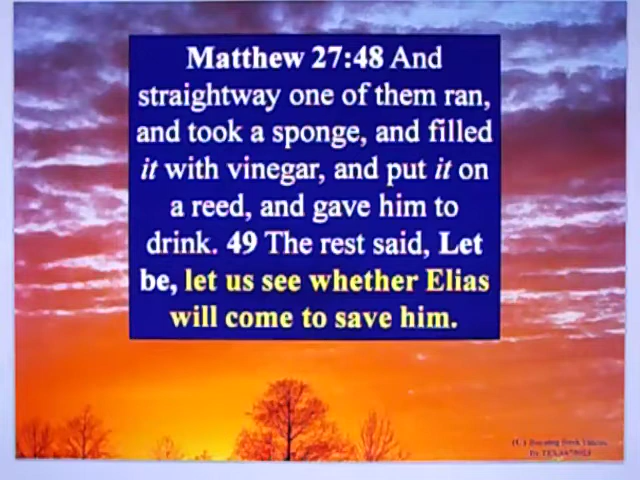 Matthew 27:48 And
straightway one of them ran,
and took a sponge, and filled
it with vinegar, and put it on
a reed, and gave him to
drink. 49 The rest said, Let
be, let us see whether Elias
will come to save him.